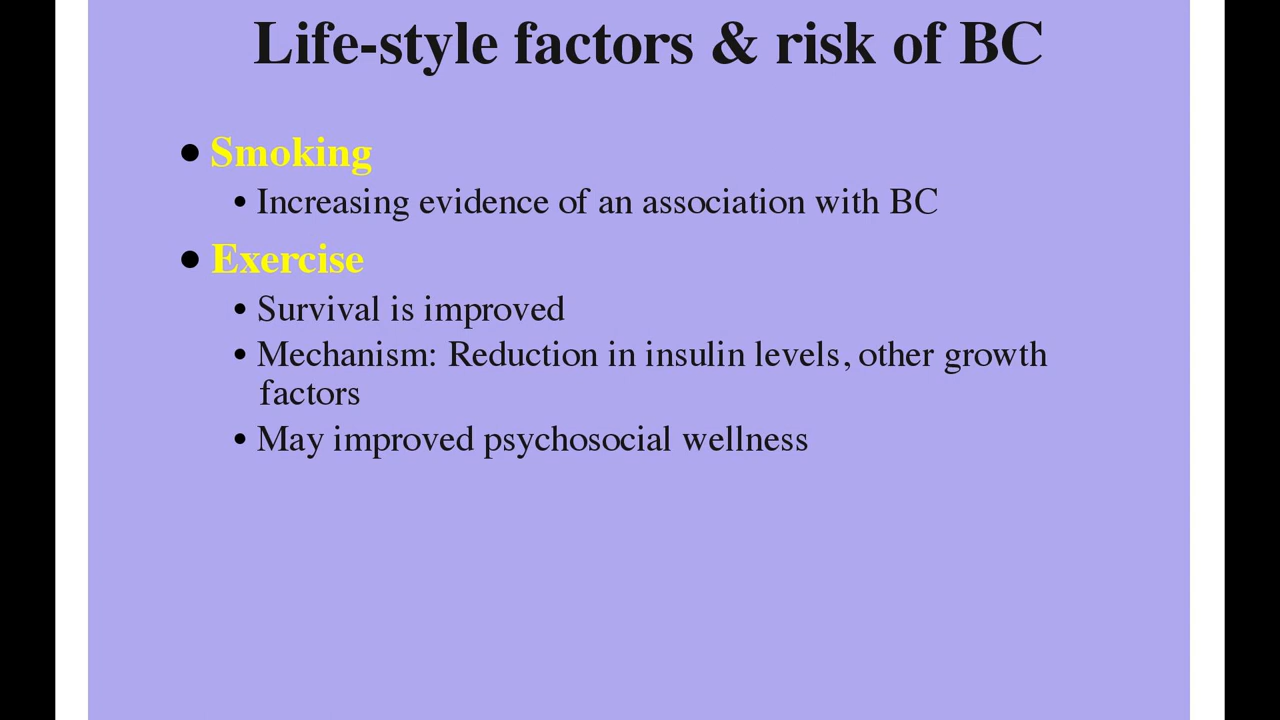 Life-style factors & risk of BC
• Smoking
• Increasing evidence of an association with BC
• Exercise
• Survival is improved
• Mechanism: Reduction in insulin levels, other growth
factors
• May improved psychosocial wellness